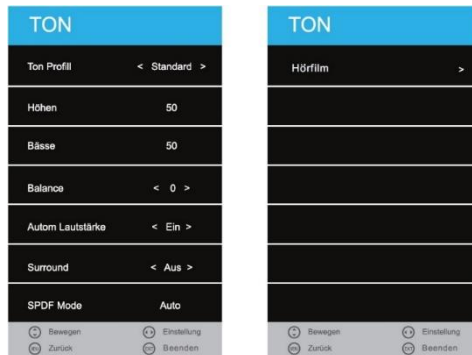 TON
Ton Profill < Standard >
Höhen 50
Bässe 50
Balance < 0 >
Autom Lautstärke < Ein >
Surround < Aus >
SPDF Mode Auto
Bewegen Einstellung
Zurück Beenden
TON
Hörfilm >
Bewegen Einstellung
Zurück Beenden